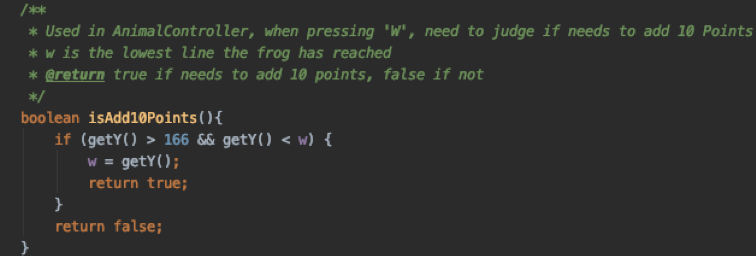 /**
 * Used in AnimalController, when pressing "W", need to judge if needs to add 10 Points
 * w is the lowest line the frog has reached
 * @return true if needs to add 10 points, false if not
 */
boolean isAdd10Points(){
    if (getY() > 166 && getY() < w) {
        w = getY();
        return true;
    }
    return false;
}